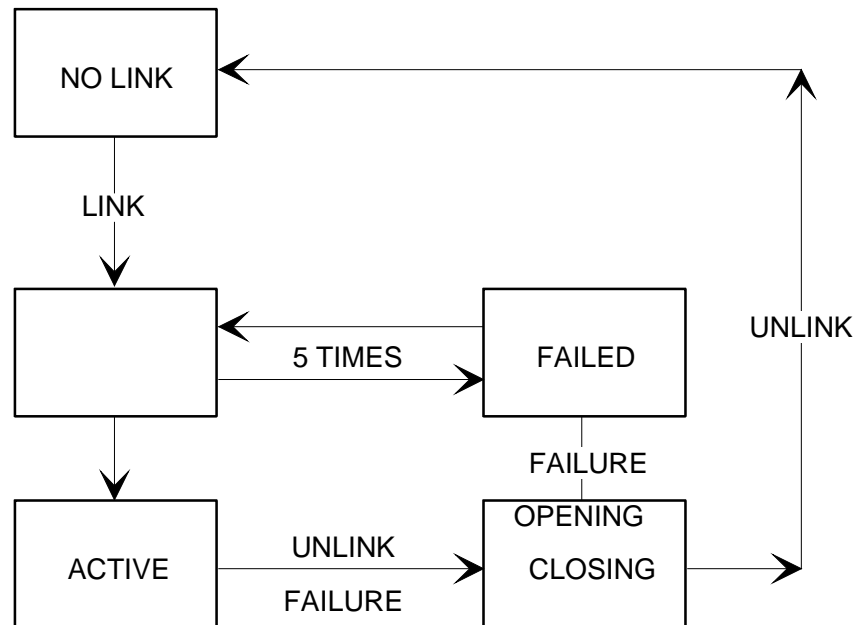 NO LINK
LINK
5 TIMES
FAILED
UNLINK
FAILURE
OPENING
ACTIVE
UNLINK
FAILURE
CLOSING